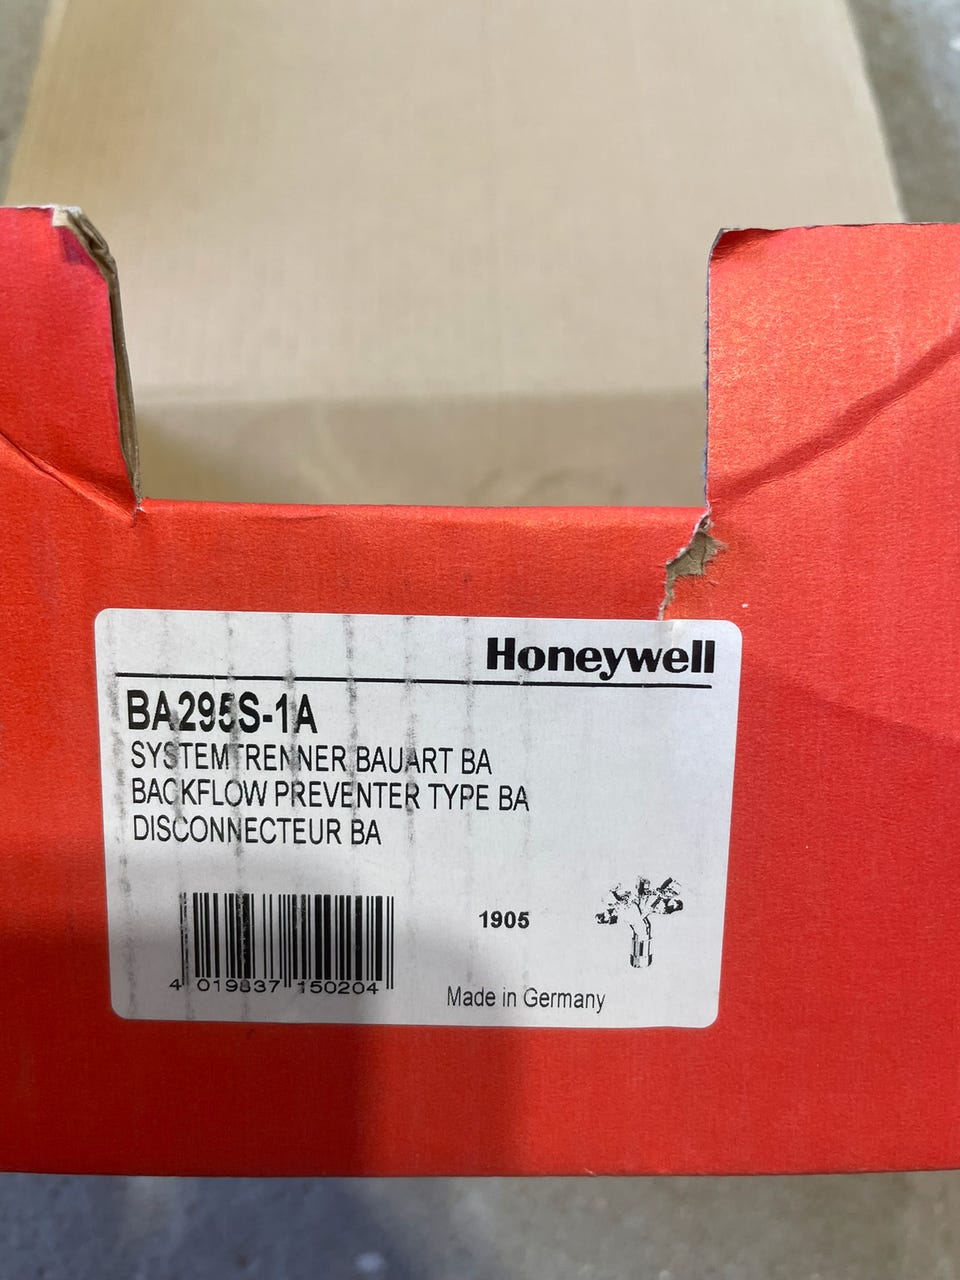 Honeywell
BA295S-1A
SYSTEMTRENNER BAUART BA
BACKFLOW PREVENTER TYPE BA
DISCONNECTEUR BA
1905
4 019837 150204
Made in Germany